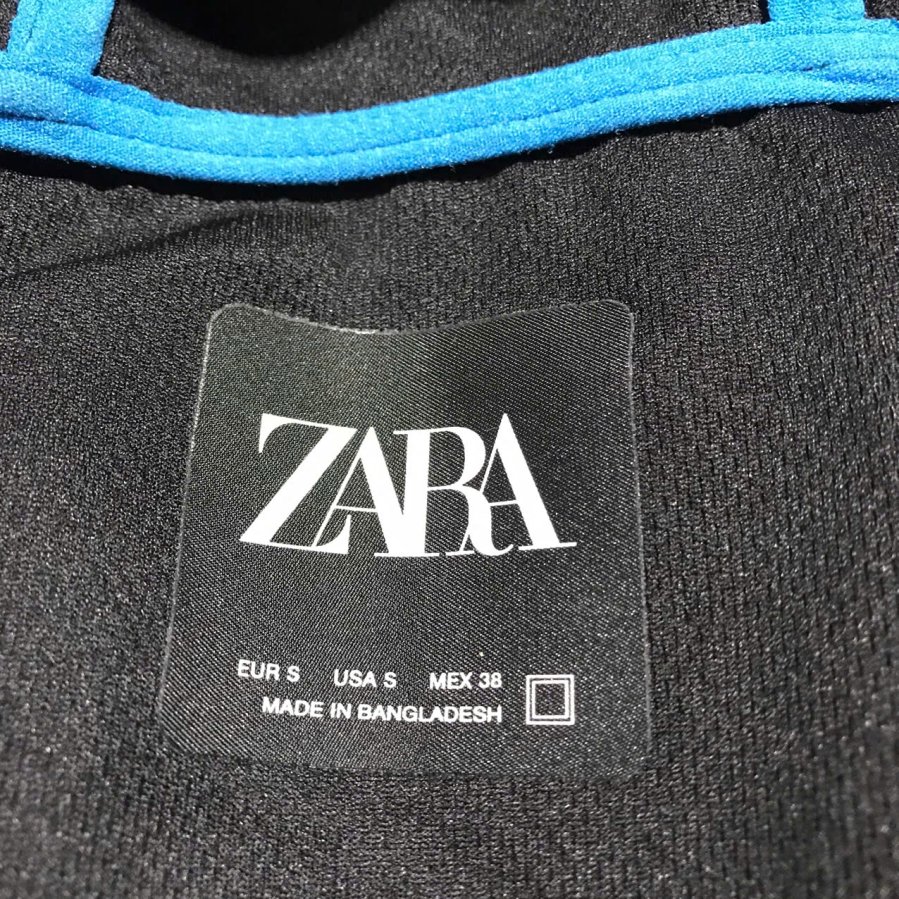 ZARA
EUR S USA S MEX 38
MADE IN BANGLADESH